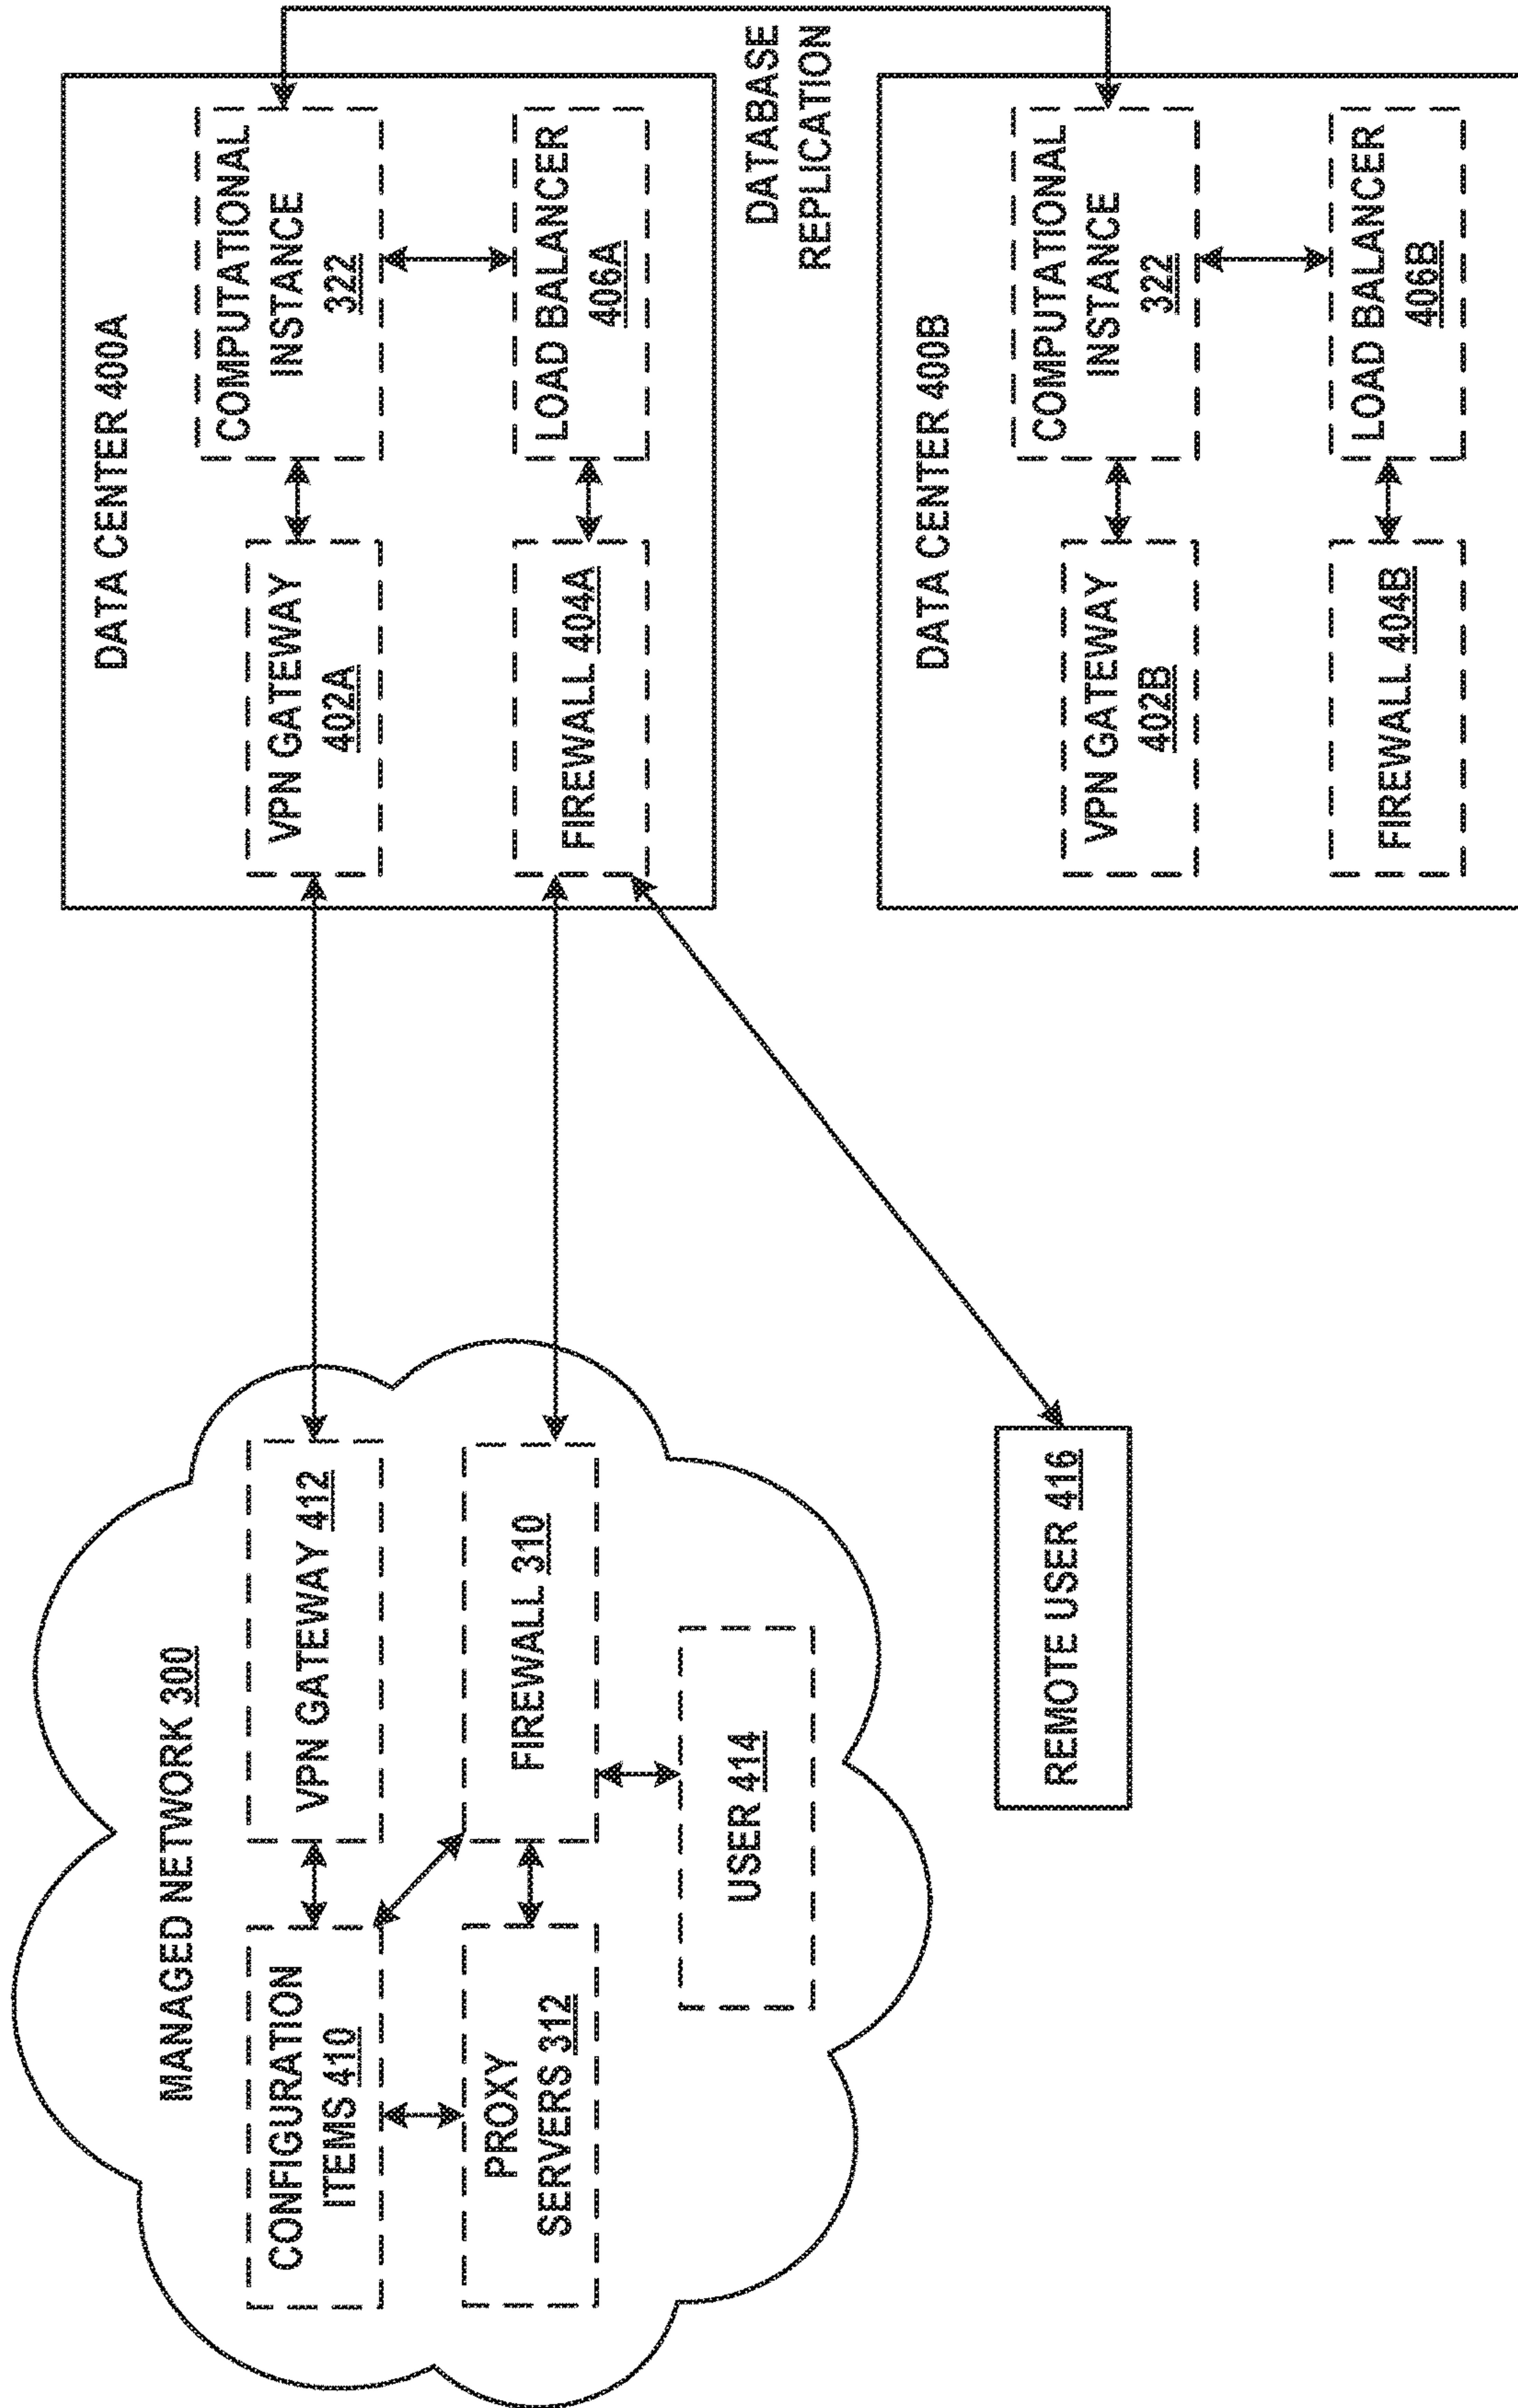 MANAGED NETWORK 300
CONFIGURATION
ITEMS 410
VPN GATEWAY 412
PROXY
SERVERS 312
FIREWALL 310
USER 414
REMOTE USER 416
DATA CENTER 400A
VPN GATEWAY
402A
COMPUTATIONAL
INSTANCE
322
FIREWALL 404A
LOAD BALANCER
406A
DATABASE
REPLICATION
DATA CENTER 400B
VPN GATEWAY
402B
COMPUTATIONAL
INSTANCE
322
FIREWALL 404B
LOAD BALANCER
406B